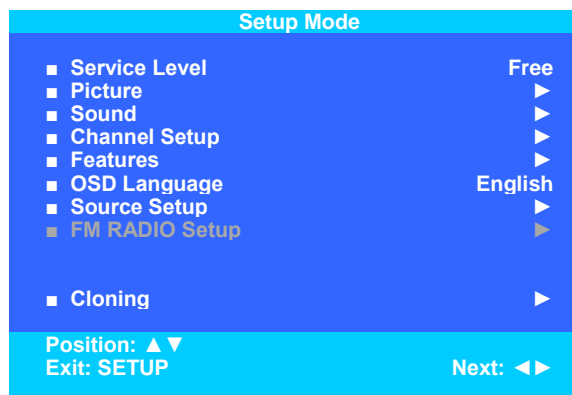 Setup Mode
■ Service Level Free
■ Picture ►
■ Sound ►
■ Channel Setup ►
■ Features ►
■ OSD Language English
■ Source Setup ►
■ FM RADIO Setup ►
■ Cloning ►
Position: ▲▼
Exit: SETUP Next: ◄►